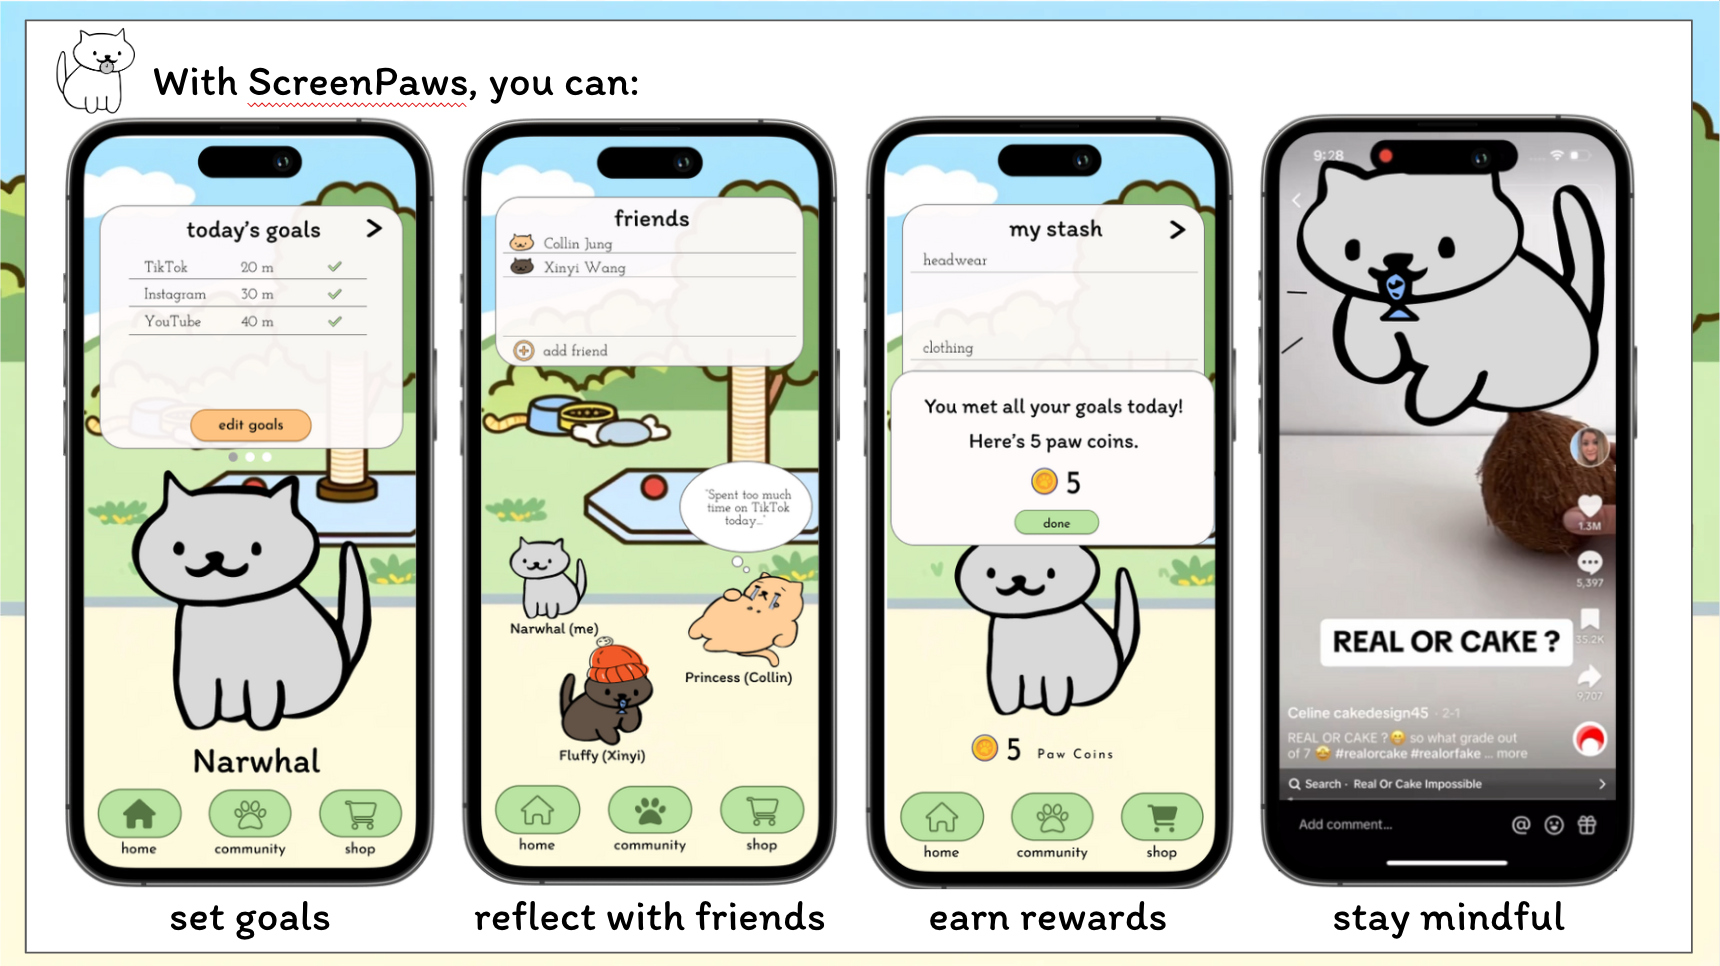 With ScreenPaws, you can:
today's goals >
TikTok 20 m
Instagram 30 m
YouTube 40 m
edit goals
Narwhal
home community shop
set goals
friends
Collin Jung
Xinyi Wang
add friend
"Spent too much
time on TikTok
today..."
Narwhal (me)
Princess (Collin)
Fluffy (Xinyi)
home community shop
reflect with friends
my stash >
headwear
clothing
You met all your goals today!
Here's 5 paw coins.
5
done
5 Paw Coins
home community shop
earn rewards
9:28
1.3M
5,397
REAL OR CAKE ?
35.2K
9,707
Celine cakedesign45 · 2-1
REAL OR CAKE ?😁 so what grade out
of 7 🤩 #realorcake #realorfake ... more
Search · Real Or Cake Impossible
Add comment...
stay mindful